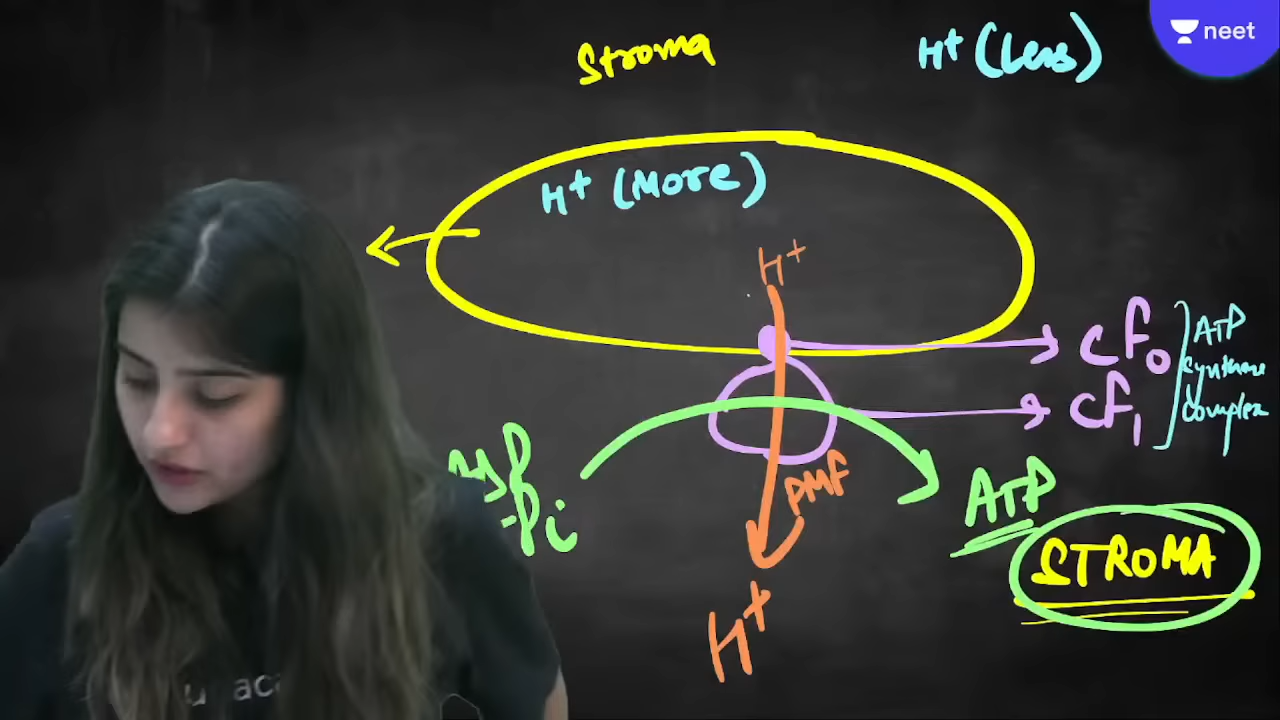 neet
Stroma
H+ (Less)
H+ (More)
H+
CF0
CF1
ATP
synthase
complex
Pi
PMF
ATP
STROMA
H+